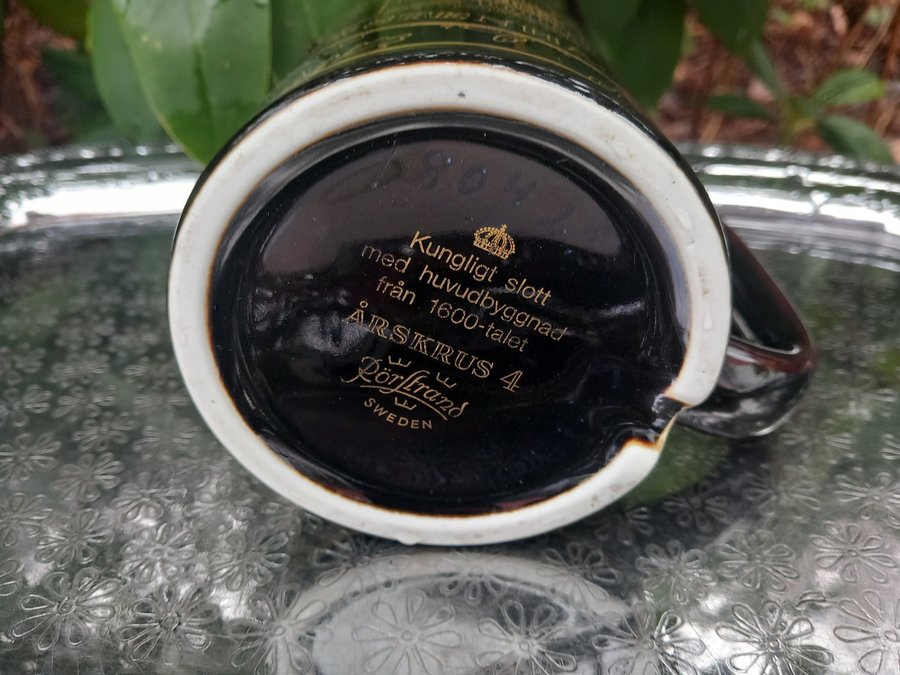 Kungligt slott
med huvudbyggnad
från 1600-talet
ÅRSKRUS 4
Rörstrand
SWEDEN